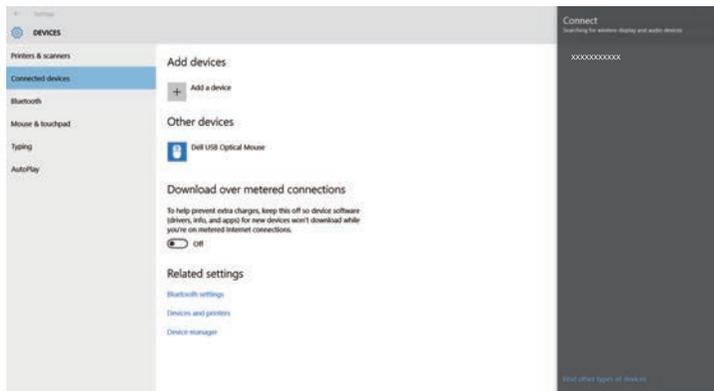 Settings
DEVICES
Printers & scanners
Connected devices
Bluetooth
Mouse & touchpad
Typing
AutoPlay
Add devices
Add a device
Other devices
Dell USB Optical Mouse
Download over metered connections
To help prevent extra charges, keep this off so device software
(drivers, info, and apps) for new devices won't download while
you're on metered Internet connections.
Off
Related settings
Bluetooth settings
Devices and printers
Device manager
Connect
Searching for wireless display and audio devices
XXXXXXXXXXX
Find other types of devices